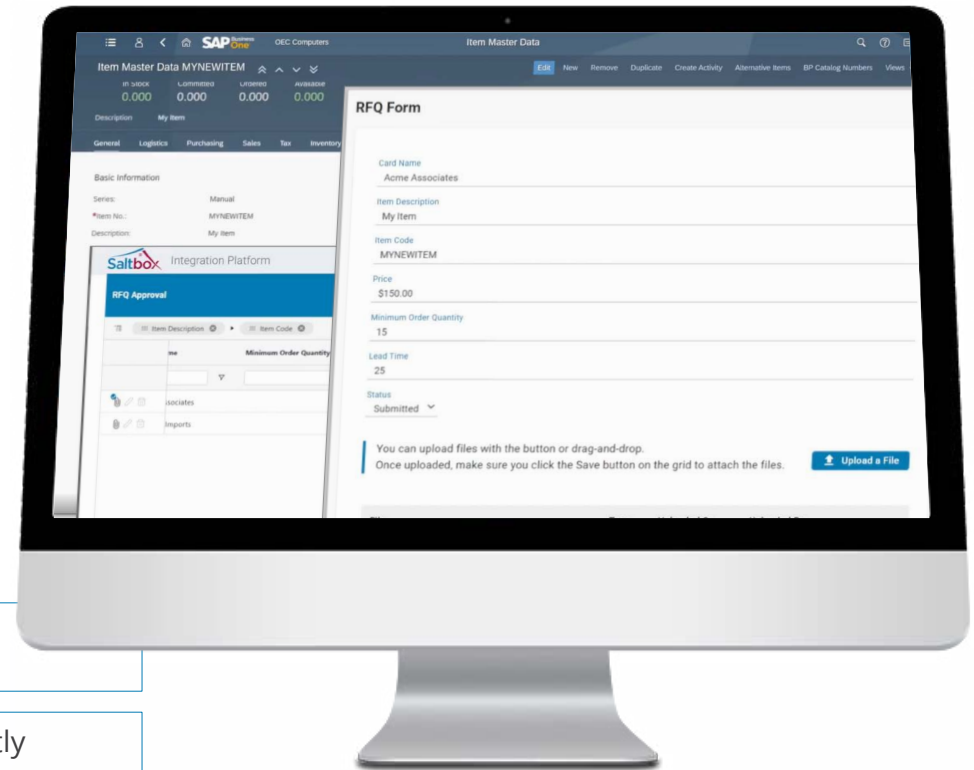 SAP Business One OEC Computers Item Master Data
Item Master Data MYNEWITEM
Edit New Remove Duplicate Create Activity Alternative Items BP Catalog Numbers Views
In Stock Committed Ordered Available
0.000 0.000 0.000 0.000
Description My Item
General Logistics Purchasing Sales Tax Inventory
Basic Information
Series: Manual
*Item No.: MYNEWITEM
Description: My Item
Saltbox Integration Platform
RFQ Approval
Item Description Item Code
me Minimum Order Quantity
ssociates
Imports
RFQ Form
Card Name
Acme Associates
Item Description
My Item
Item Code
MYNEWITEM
Price
$150.00
Minimum Order Quantity
15
Lead Time
25
Status
Submitted
You can upload files with the button or drag-and-drop.
Once uploaded, make sure you click the Save button on the grid to attach the files.
Upload a File
tly